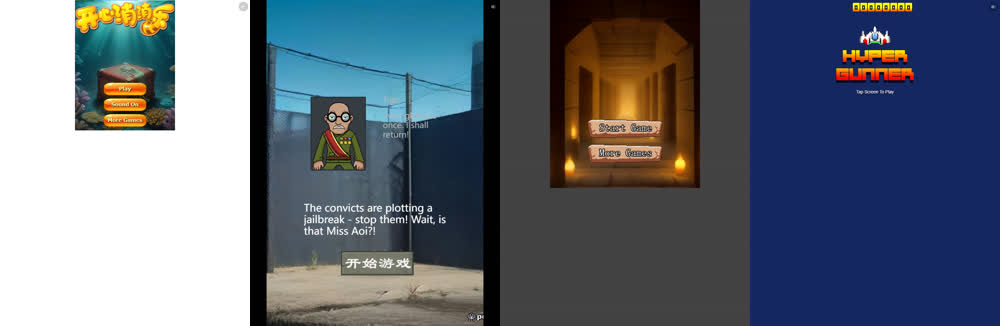 开心消消乐
Play
Sound On
More Games
once. I shall
return!
The convicts are plotting a
jailbreak - stop them! Wait, is
that Miss Aoi?!
开始游戏
Start Game
More Games
HYPER
GUNNER
Tap Screen To Play